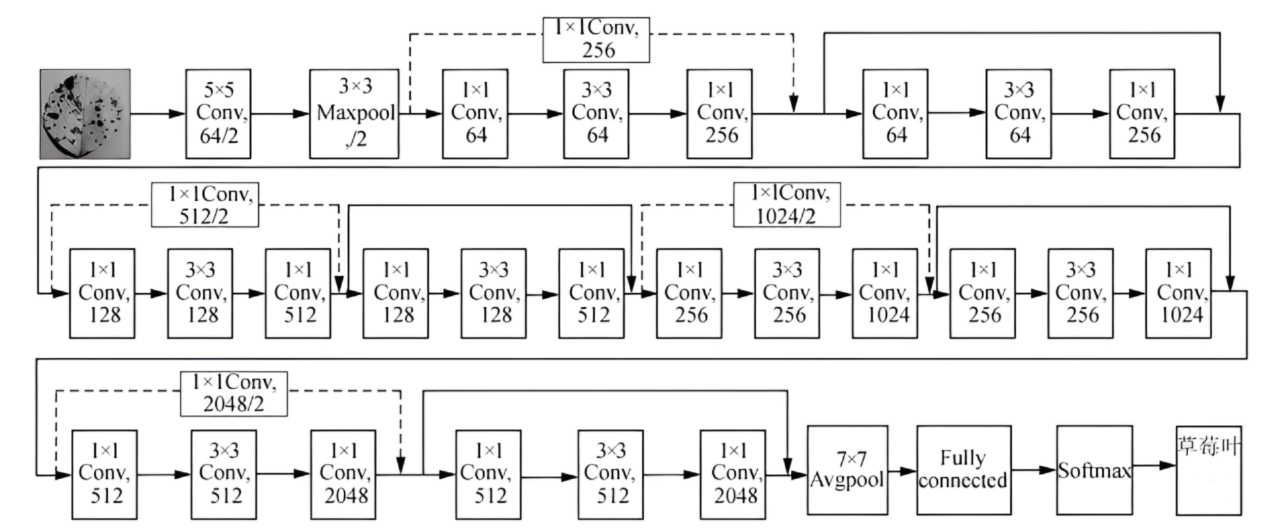 1×1Conv,
256
5×5
Conv,
64/2
3×3
Maxpool
,/2
1×1
Conv,
64
3×3
Conv,
64
1×1
Conv,
256
1×1
Conv,
64
3×3
Conv,
64
1×1
Conv,
256
1×1Conv,
512/2
1×1Conv,
1024/2
1×1
Conv,
128
3×3
Conv,
128
1×1
Conv,
512
1×1
Conv,
128
3×3
Conv,
128
1×1
Conv,
512
1×1
Conv,
256
3×3
Conv,
256
1×1
Conv,
1024
1×1
Conv,
256
3×3
Conv,
256
1×1
Conv,
1024
1×1Conv,
2048/2
1×1
Conv,
512
3×3
Conv,
512
1×1
Conv,
2048
1×1
Conv,
512
3×3
Conv,
512
1×1
Conv,
2048
7×7
Avgpool
Fully
connected
Softmax
草莓叶